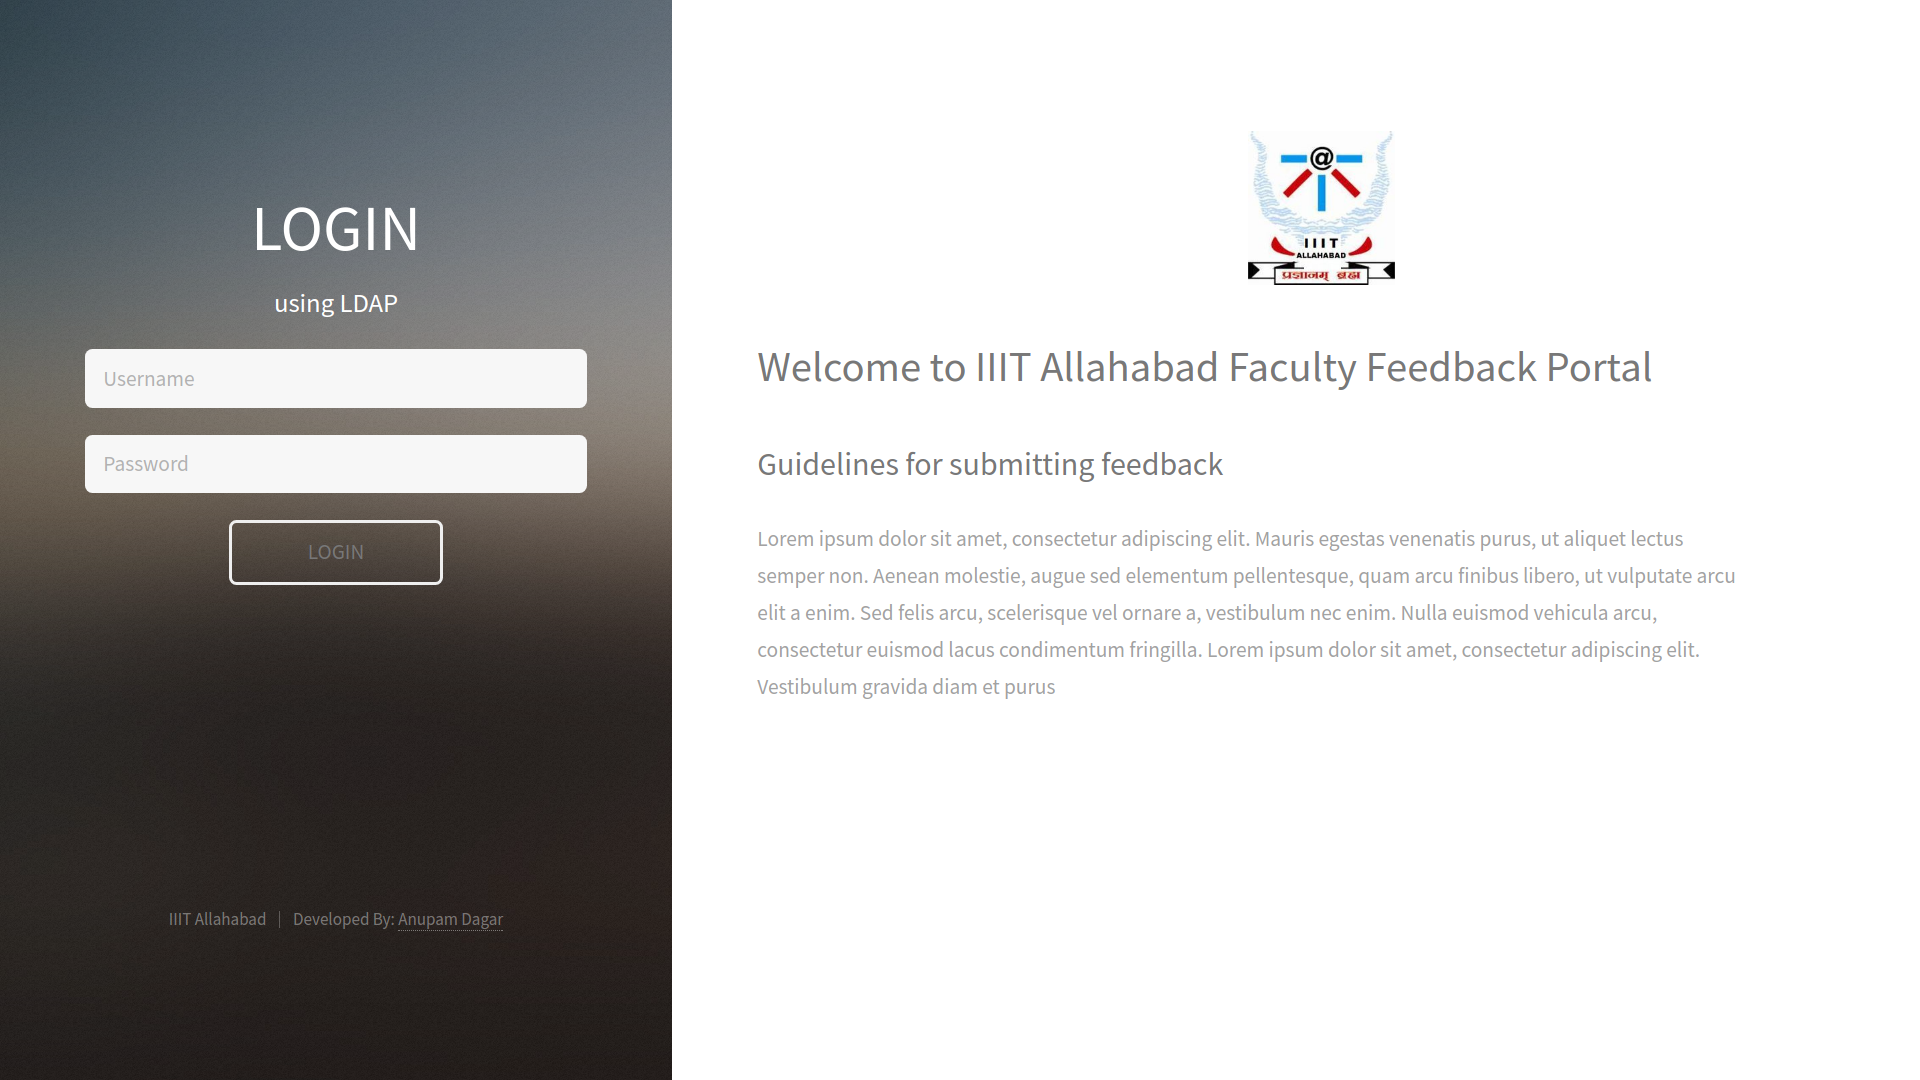 LOGIN
using LDAP
Username
Password
LOGIN
IIIT Allahabad
Developed By: Anupam Dagar
@
IIIT
ALLAHABAD
प्रज्ञानम् ब्रह्म
Welcome to IIIT Allahabad Faculty Feedback Portal
Guidelines for submitting feedback
Lorem ipsum dolor sit amet, consectetur adipiscing elit. Mauris egestas venenatis purus, ut aliquet lectus
semper non. Aenean molestie, augue sed elementum pellentesque, quam arcu finibus libero, ut vulputate arcu
elit a enim. Sed felis arcu, scelerisque vel ornare a, vestibulum nec enim. Nulla euismod vehicula arcu,
consectetur euismod lacus condimentum fringilla. Lorem ipsum dolor sit amet, consectetur adipiscing elit.
Vestibulum gravida diam et purus